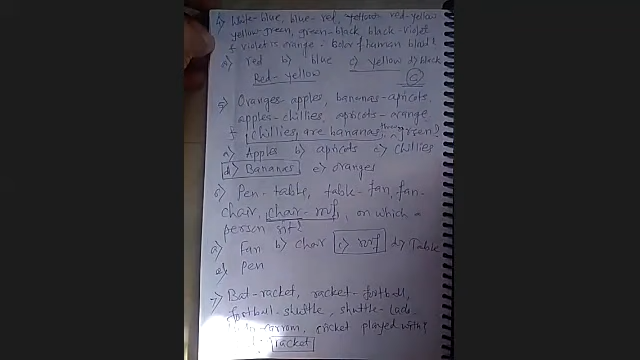 4) White-blue, blue-red, red-yellow
yellow-green, green-black, black-violet
& violet is orange - color of human blood?
a) red b) blue c) yellow d) black
Red-yellow
5) Oranges-apples, bananas-apricots
apples-chillies, apricots-orange
& chillies are bananas, then green?
a) Apples b) apricots c) chillies
d) Bananas e) oranges
6) Pen-table, table-fan, fan-
chair, chair-roof, on which a
person sit?
a) Fan b) chair c) roof d) Table
e) Pen
7) Bat-racket, racket-football,
football-shuttle, shuttle-
carrom, cricket played with?
racket